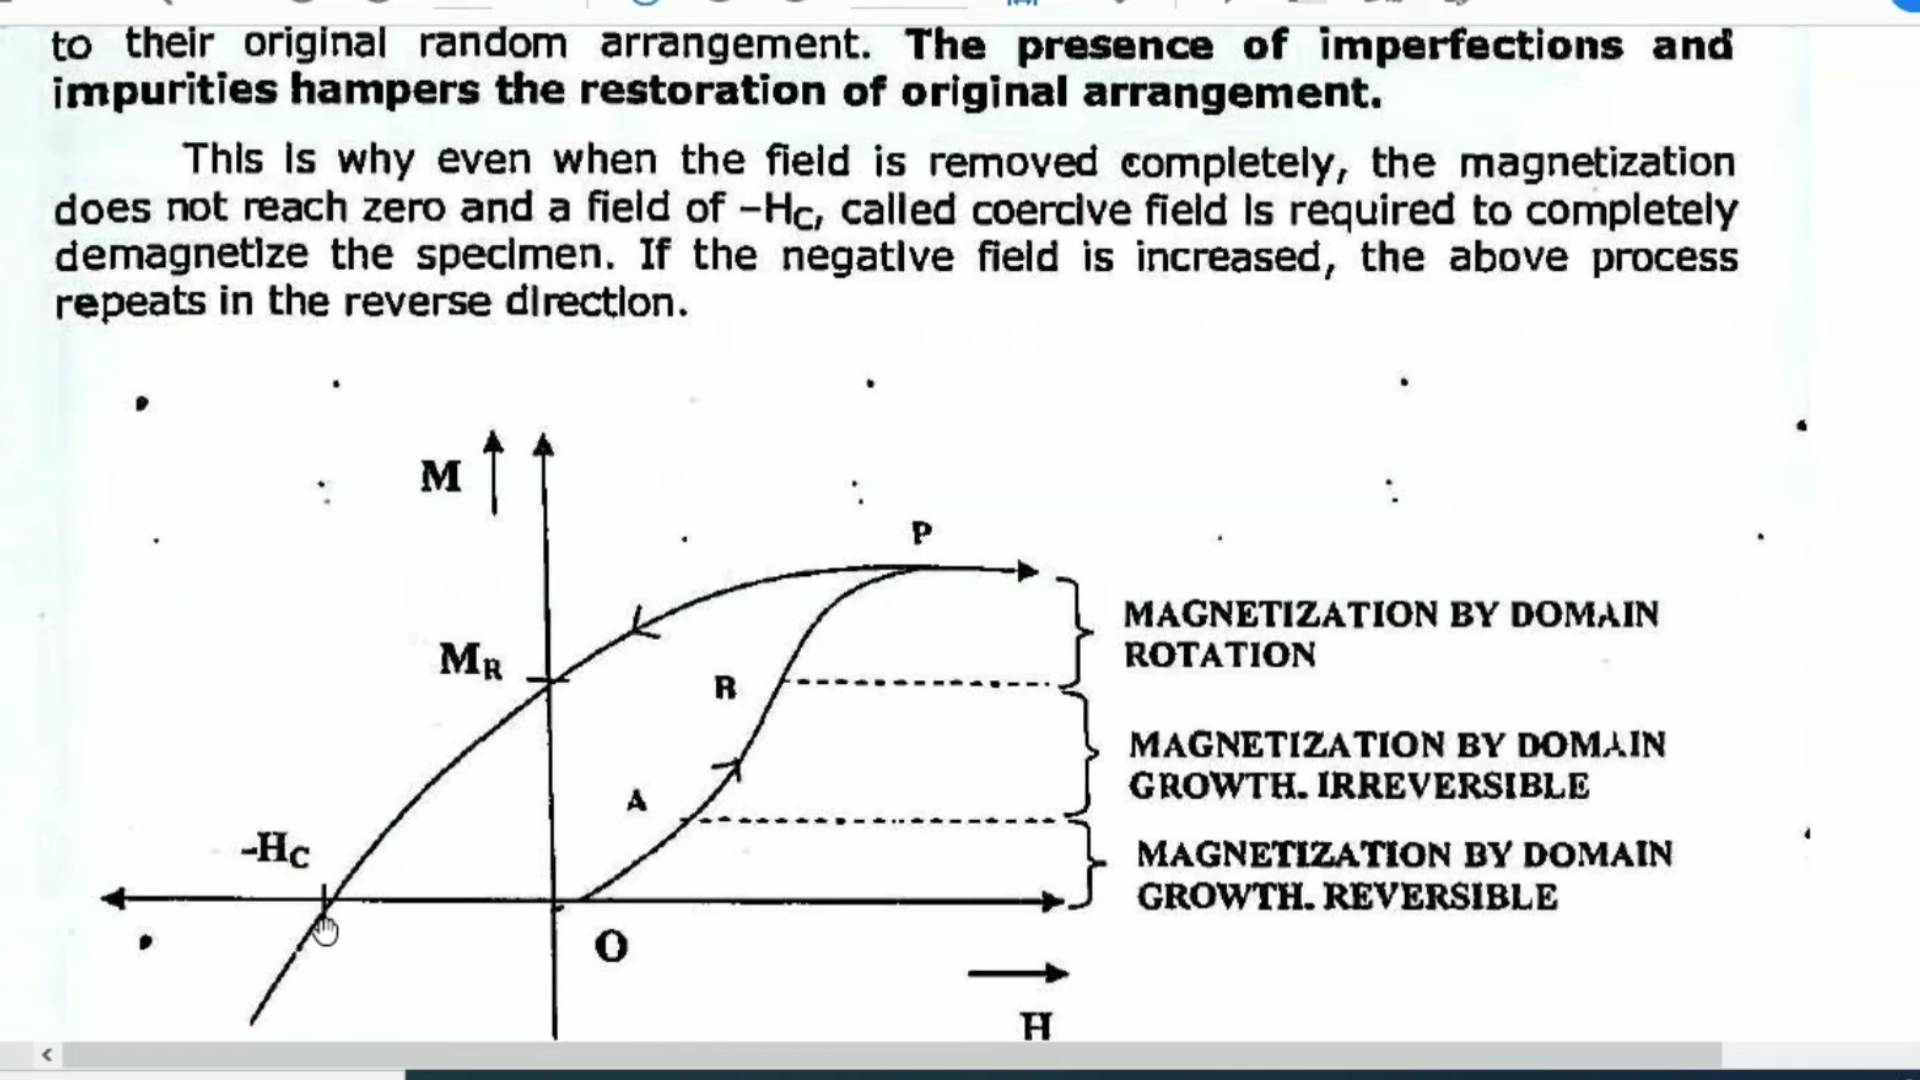 to their original random arrangement. The presence of imperfections and
impurities hampers the restoration of original arrangement.
This is why even when the field is removed completely, the magnetization
does not reach zero and a field of –HC, called coercive field is required to completely
demagnetize the specimen. If the negative field is increased, the above process
repeats in the reverse direction.
M
P
MAGNETIZATION BY DOMAIN
ROTATION
MR
B
MAGNETIZATION BY DOMAIN
GROWTH. IRREVERSIBLE
A
-HC
MAGNETIZATION BY DOMAIN
GROWTH. REVERSIBLE
O
H